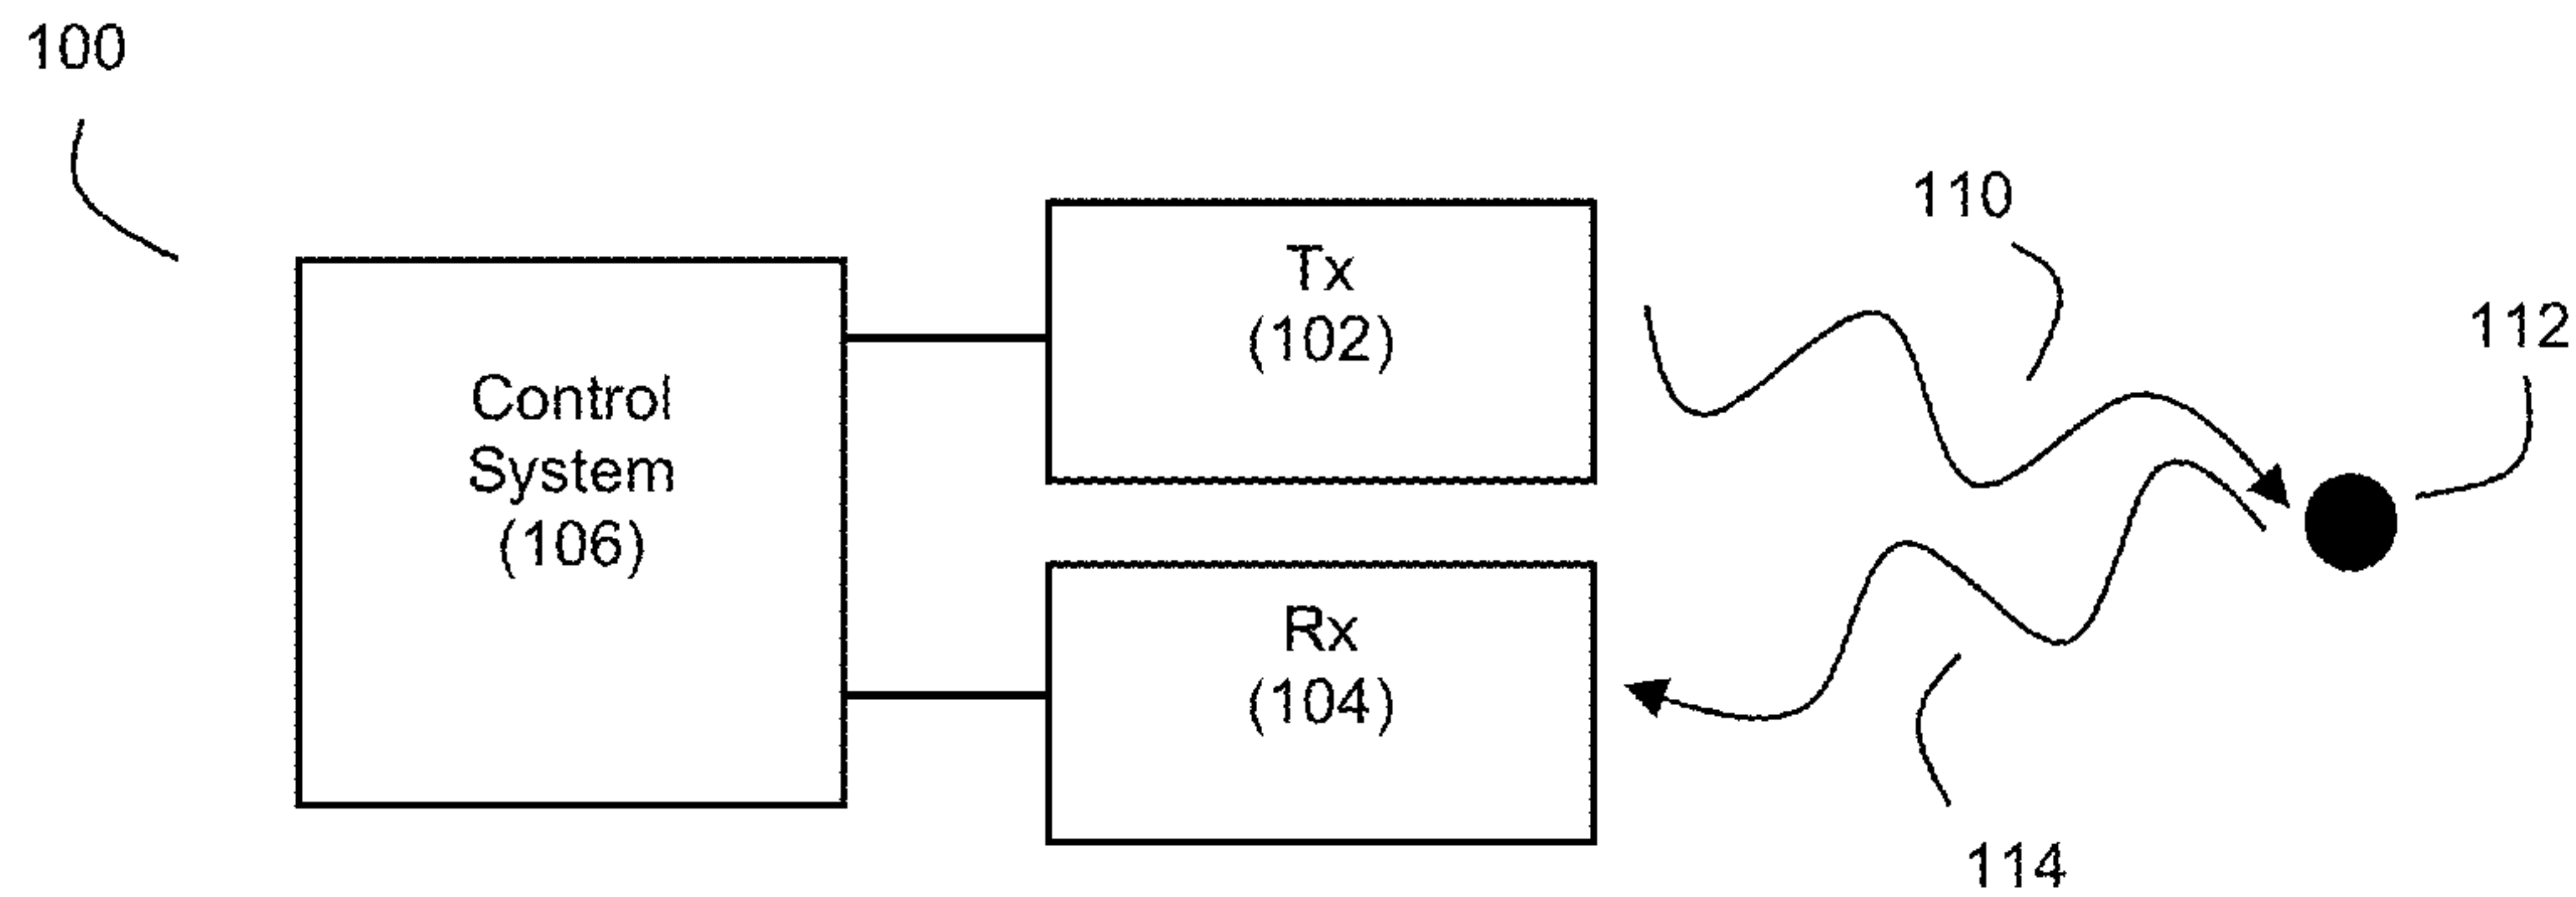 100
Control
System
(106)
Tx
(102)
Rx
(104)
110
112
114